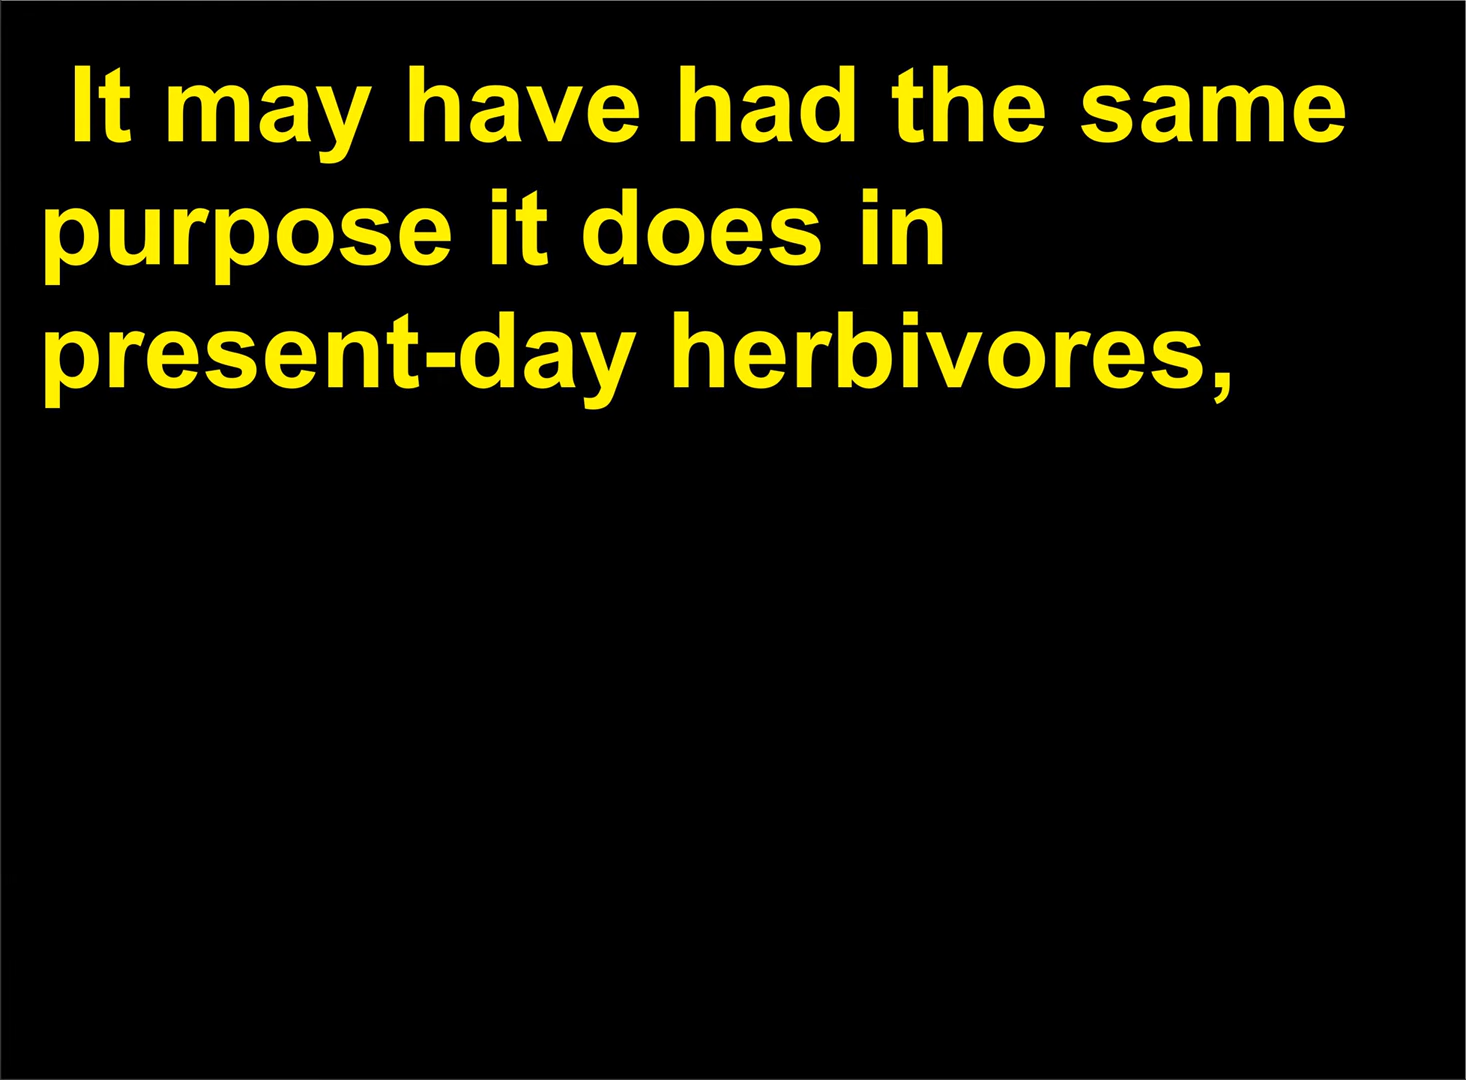 It may have had the same
purpose it does in
present-day herbivores,